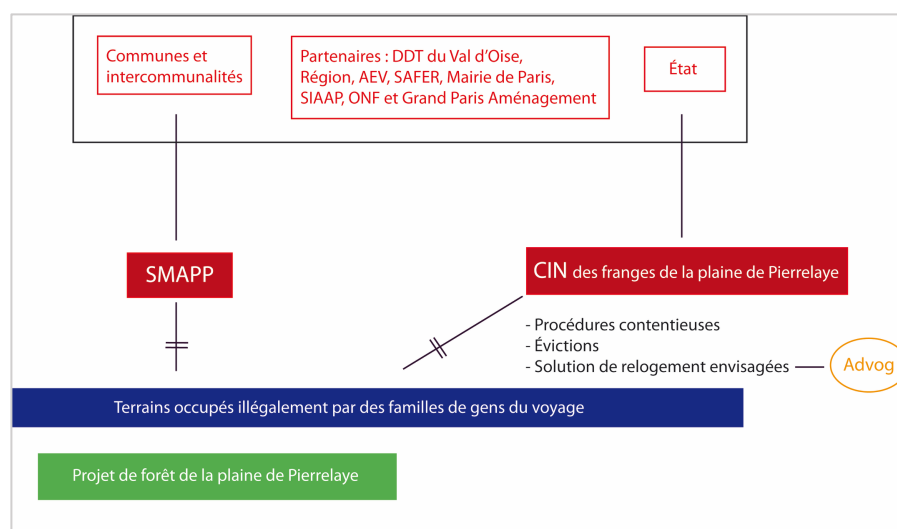 Communes et
intercommunalités
Partenaires : DDT du Val d'Oise,
Région, AEV, SAFER, Mairie de Paris,
SIAAP, ONF et Grand Paris Aménagement
État
SMAPP
CIN des franges de la plaine de Pierrelaye
- Procédures contentieuses
- Évictions
- Solution de relogement envisagées
Advog
Terrains occupés illégalement par des familles de gens du voyage
Projet de forêt de la plaine de Pierrelaye